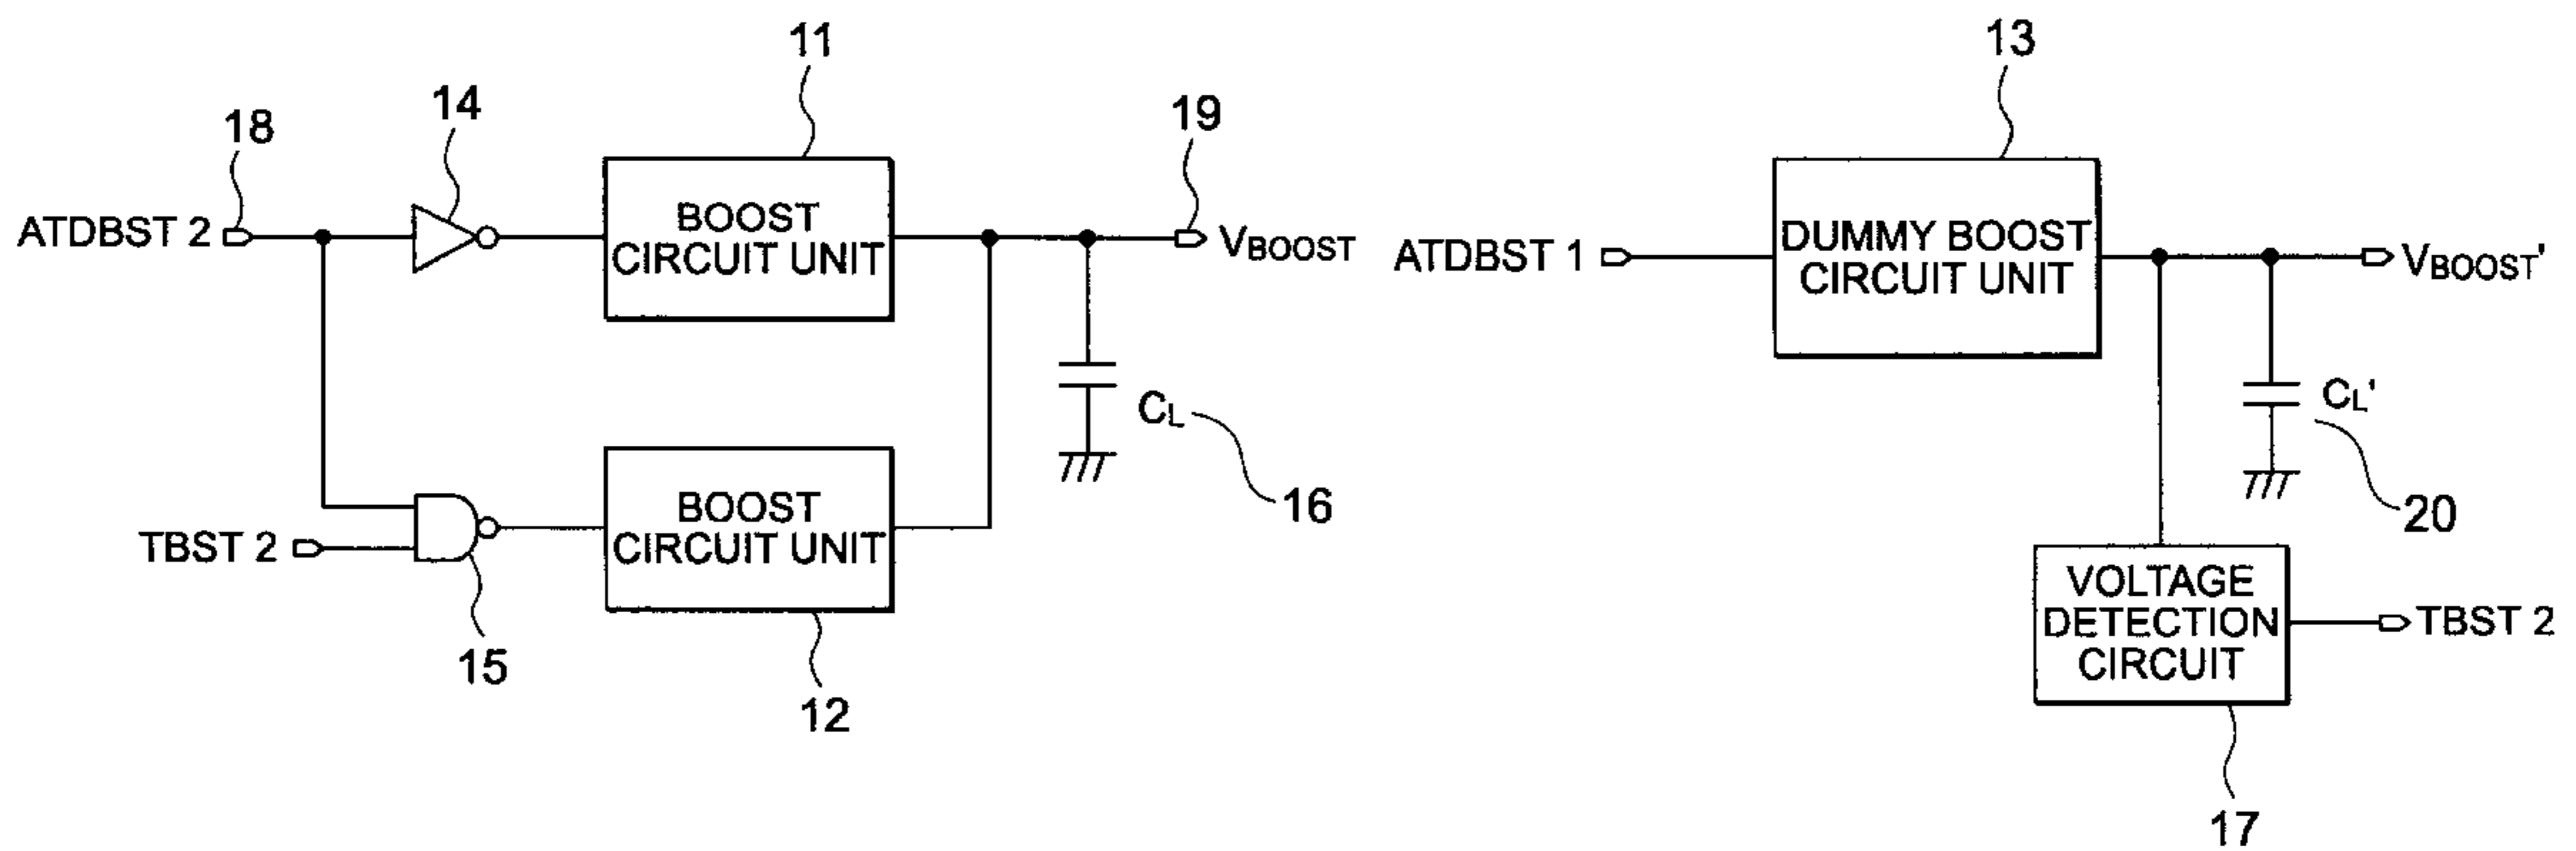 11
13
14
18
19
ATDBST 2
BOOST
CIRCUIT UNIT
VBOOST
ATDBST 1
DUMMY BOOST
CIRCUIT UNIT
VBOOST'
CL
16
CL'
20
TBST 2
BOOST
CIRCUIT UNIT
15
12
VOLTAGE
DETECTION
CIRCUIT
TBST 2
17